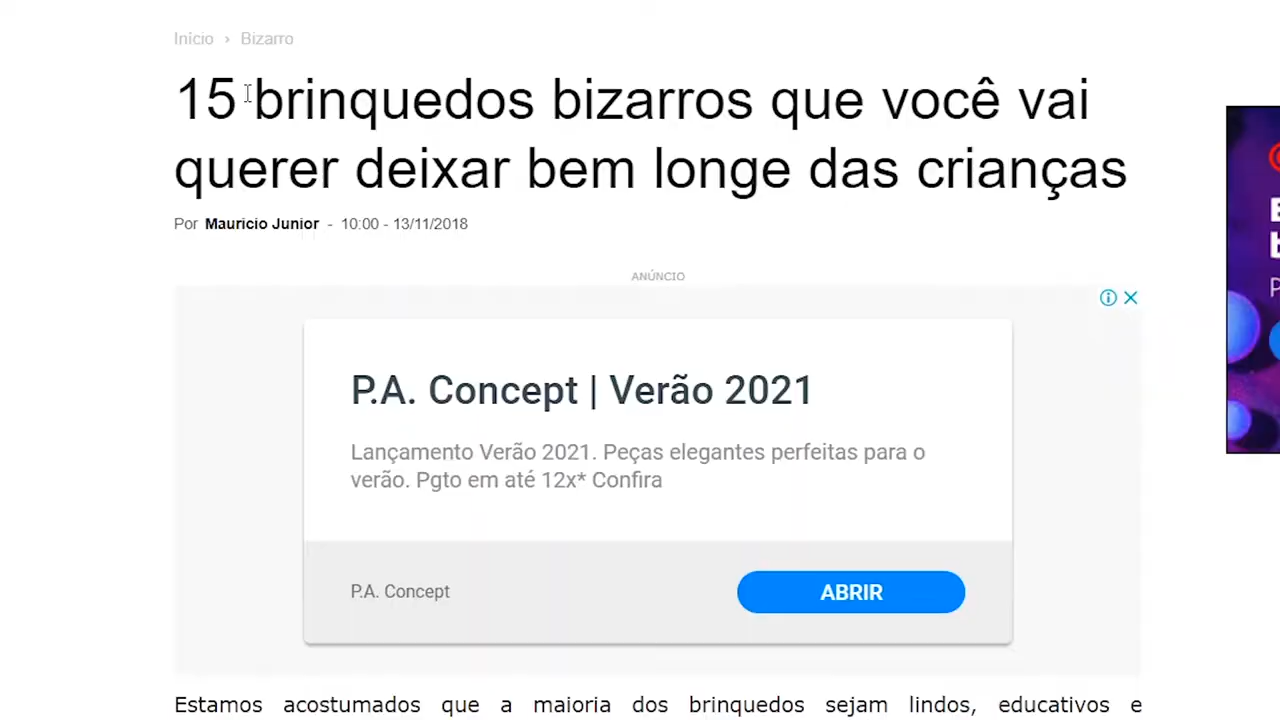 Início › Bizarro
15 brinquedos bizarros que você vai
querer deixar bem longe das crianças
Por Mauricio Junior - 10:00 - 13/11/2018
ANÚNCIO
P.A. Concept | Verão 2021
Lançamento Verão 2021. Peças elegantes perfeitas para o
verão. Pgto em até 12x* Confira
P.A. Concept
ABRIR
Estamos acostumados que a maioria dos brinquedos sejam lindos, educativos e